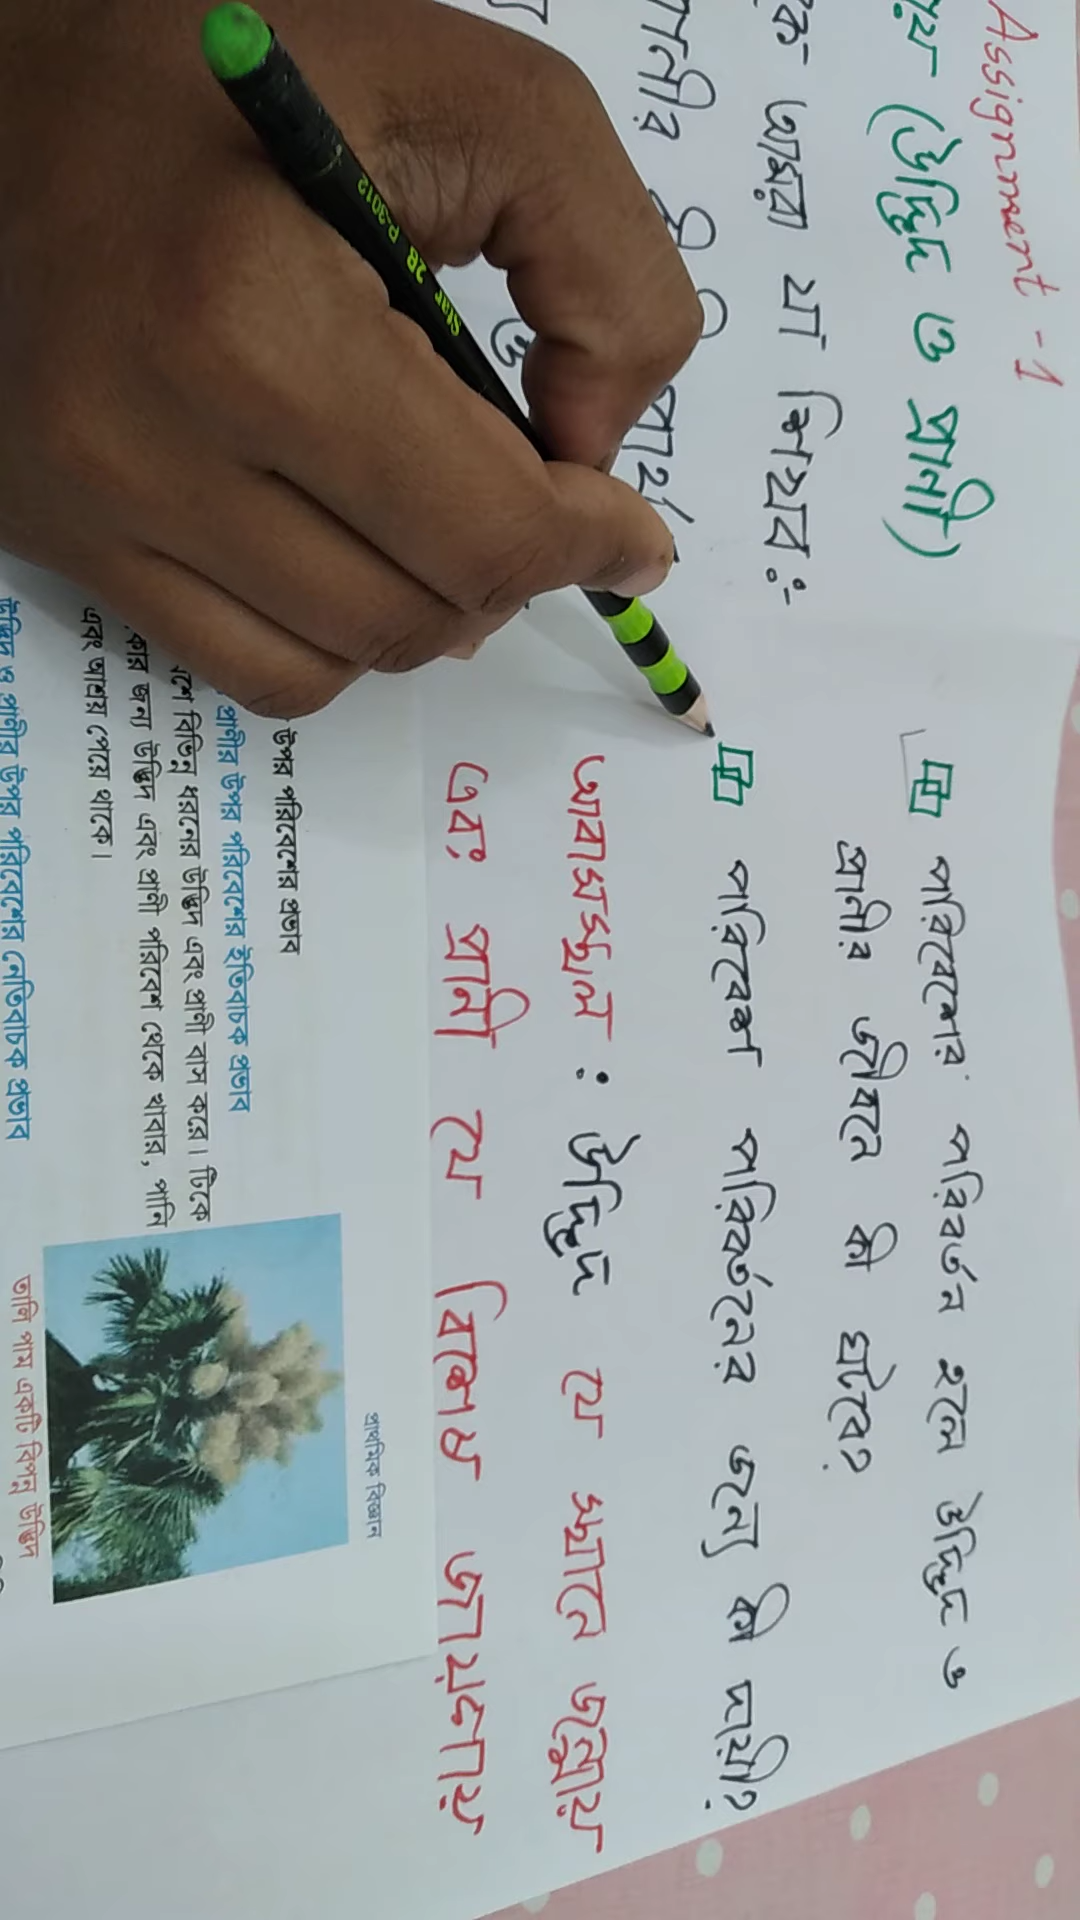 Assignment -1
(উদ্ভিদ ও প্রানী)
আমরা যা শিখব :-
প্রানীর
ও
পরিবেশের পরিবর্তন হলে উদ্ভিদ ও
প্রানীর জীবনে কী ঘটবে?
পরিবেশ পরিবর্তনের জন্য কী দায়ী?
আবাসস্থল : উদ্ভিদ যে স্থানে জন্মায়
এবং প্রানী যে বিশেষ জায়গায়
Star 2B P-3012
প্রাথমিক বিজ্ঞান
উপর পরিবেশের প্রভাব
প্রাণীর উপর পরিবেশের ইতিবাচক প্রভাব
বিভিন্ন ধরনের উদ্ভিদ এবং প্রাণী বাস করে। টিকে
জন্য উদ্ভিদ এবং প্রাণী পরিবেশ থেকে খাবার, পানি
এবং আশ্রয় পেয়ে থাকে।
উদ্ভিদ ও প্রাণীর উপর পরিবেশের নেতিবাচক প্রভাব
তালি পাম একটি বিপন্ন উদ্ভিদ